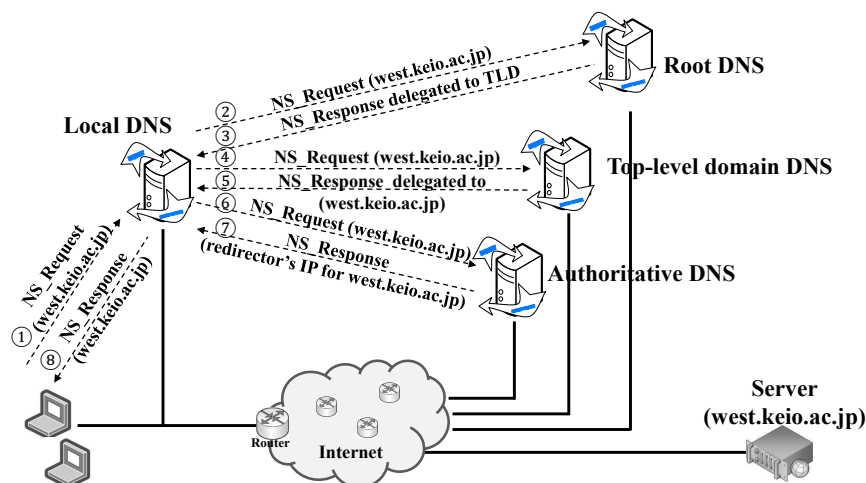 Root DNS
② NS_Request (west.keio.ac.jp)
③ NS_Response delegated to TLD
Local DNS
④ NS_Request (west.keio.ac.jp)
Top-level domain DNS
⑤ NS_Response delegated to
(west.keio.ac.jp)
⑥ NS_Request (west.keio.ac.jp)
⑦ NS_Response
(redirector's IP for west.keio.ac.jp)
Authoritative DNS
① NS_Request
(west.keio.ac.jp)
⑧ NS_Response
(west.keio.ac.jp)
Router
Internet
Server
(west.keio.ac.jp)